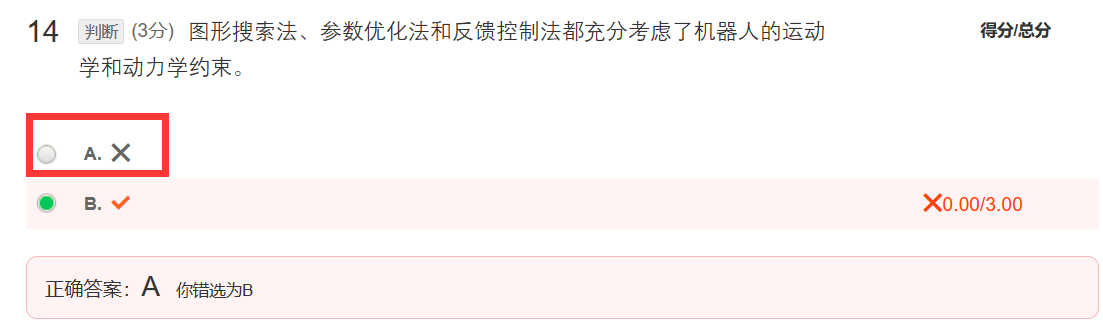 14 判断 (3分) 图形搜索法、参数优化法和反馈控制法都充分考虑了机器人的运动 得分/总分
学和动力学约束。
A.
B.
0.00/3.00
正确答案：A 你错选为B